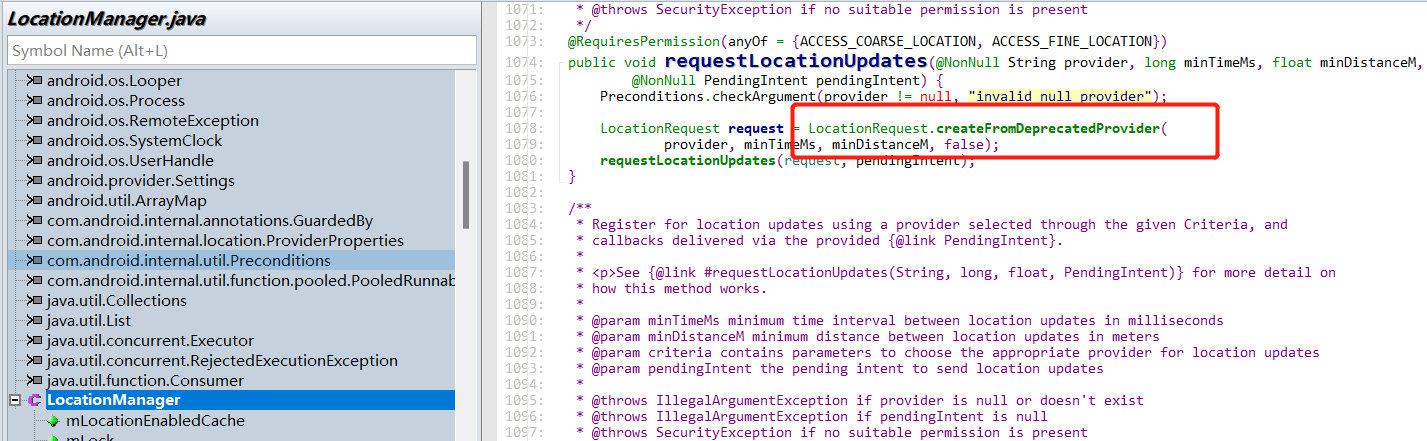 LocationManager.java
Symbol Name (Alt+L)
android.os.Looper
android.os.Process
android.os.RemoteException
android.os.SystemClock
android.os.UserHandle
android.provider.Settings
android.util.ArrayMap
com.android.internal.annotations.GuardedBy
com.android.internal.location.ProviderProperties
com.android.internal.util.Preconditions
com.android.internal.util.function.pooled.PooledRunnab
java.util.Collections
java.util.List
java.util.concurrent.Executor
java.util.concurrent.RejectedExecutionException
java.util.function.Consumer
LocationManager
mLocationEnabledCache
mLock
1071: * @throws SecurityException if no suitable permission is present
1072: */
1073: @RequiresPermission(anyOf = {ACCESS_COARSE_LOCATION, ACCESS_FINE_LOCATION})
1074: public void requestLocationUpdates(@NonNull String provider, long minTimeMs, float minDistanceM,
1075: @NonNull PendingIntent pendingIntent) {
1076: Preconditions.checkArgument(provider != null, "invalid null provider");
1077:
1078: LocationRequest request = LocationRequest.createFromDeprecatedProvider(
1079: provider, minTimeMs, minDistanceM, false);
1080: requestLocationUpdates(request, pendingIntent);
1081: }
1082:
1083: /**
1084: * Register for location updates using a provider selected through the given Criteria, and
1085: * callbacks delivered via the provided {@link PendingIntent}.
1086: *
1087: * <p>See {@link #requestLocationUpdates(String, long, float, PendingIntent)} for more detail on
1088: * how this method works.
1089: *
1090: * @param minTimeMs minimum time interval between location updates in milliseconds
1091: * @param minDistanceM minimum distance between location updates in meters
1092: * @param criteria contains parameters to choose the appropriate provider for location updates
1093: * @param pendingIntent the pending intent to send location updates
1094: *
1095: * @throws IllegalArgumentException if provider is null or doesn't exist
1096: * @throws IllegalArgumentException if pendingIntent is null
1097: * @throws SecurityException if no suitable permission is present